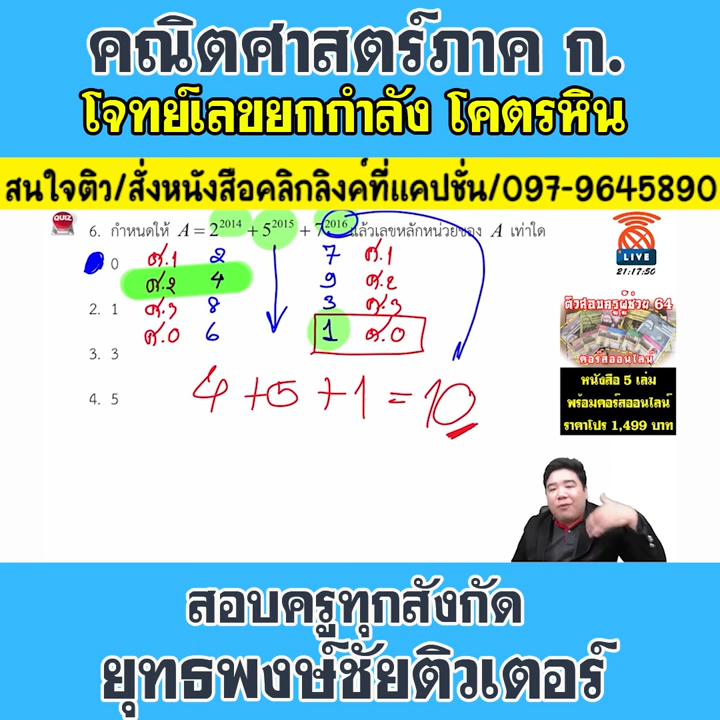 คณิตศาสตร์ภาค ก.
โจทย์เลขยกกำลัง โคตรหิน
สนใจติว/สั่งหนังสือคลิกลิงค์ที่แคปชั่น/097-9645890
QUIZ
6. กำหนดให้ A = 2^2014 + 5^2015 + 7^2016 แล้วเลขหลักหน่วยของ A เท่าใด
0 ศ.1 2 7 ศ.1
ศ.2 4 9 ศ.2
2. 1 ศ.3 8 3 ศ.3
ศ.0 6 1 ศ.0
3. 3
4. 5
4+5+1=10
LIVE
21:17:50
ติวสอบครูผู้ช่วย 64
คอร์สออนไลน์
หนังสือ 5 เล่ม
พร้อมคอร์สออนไลน์
ราคาโปร 1,499 บาท
สอบครูทุกสังกัด
ยุทธพงษ์ชัยติวเตอร์